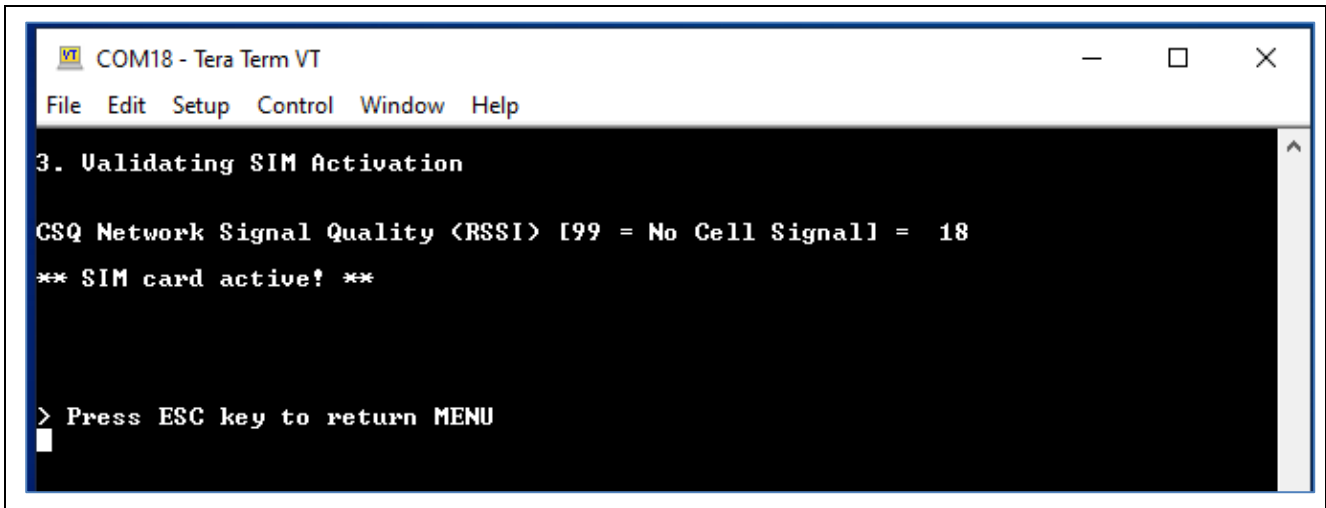 COM18 - Tera Term VT
File Edit Setup Control Window Help
3. Validating SIM Activation
CSQ Network Signal Quality (RSSI) [99 = No Cell Signal] =  18
** SIM card active! **
> Press ESC key to return MENU